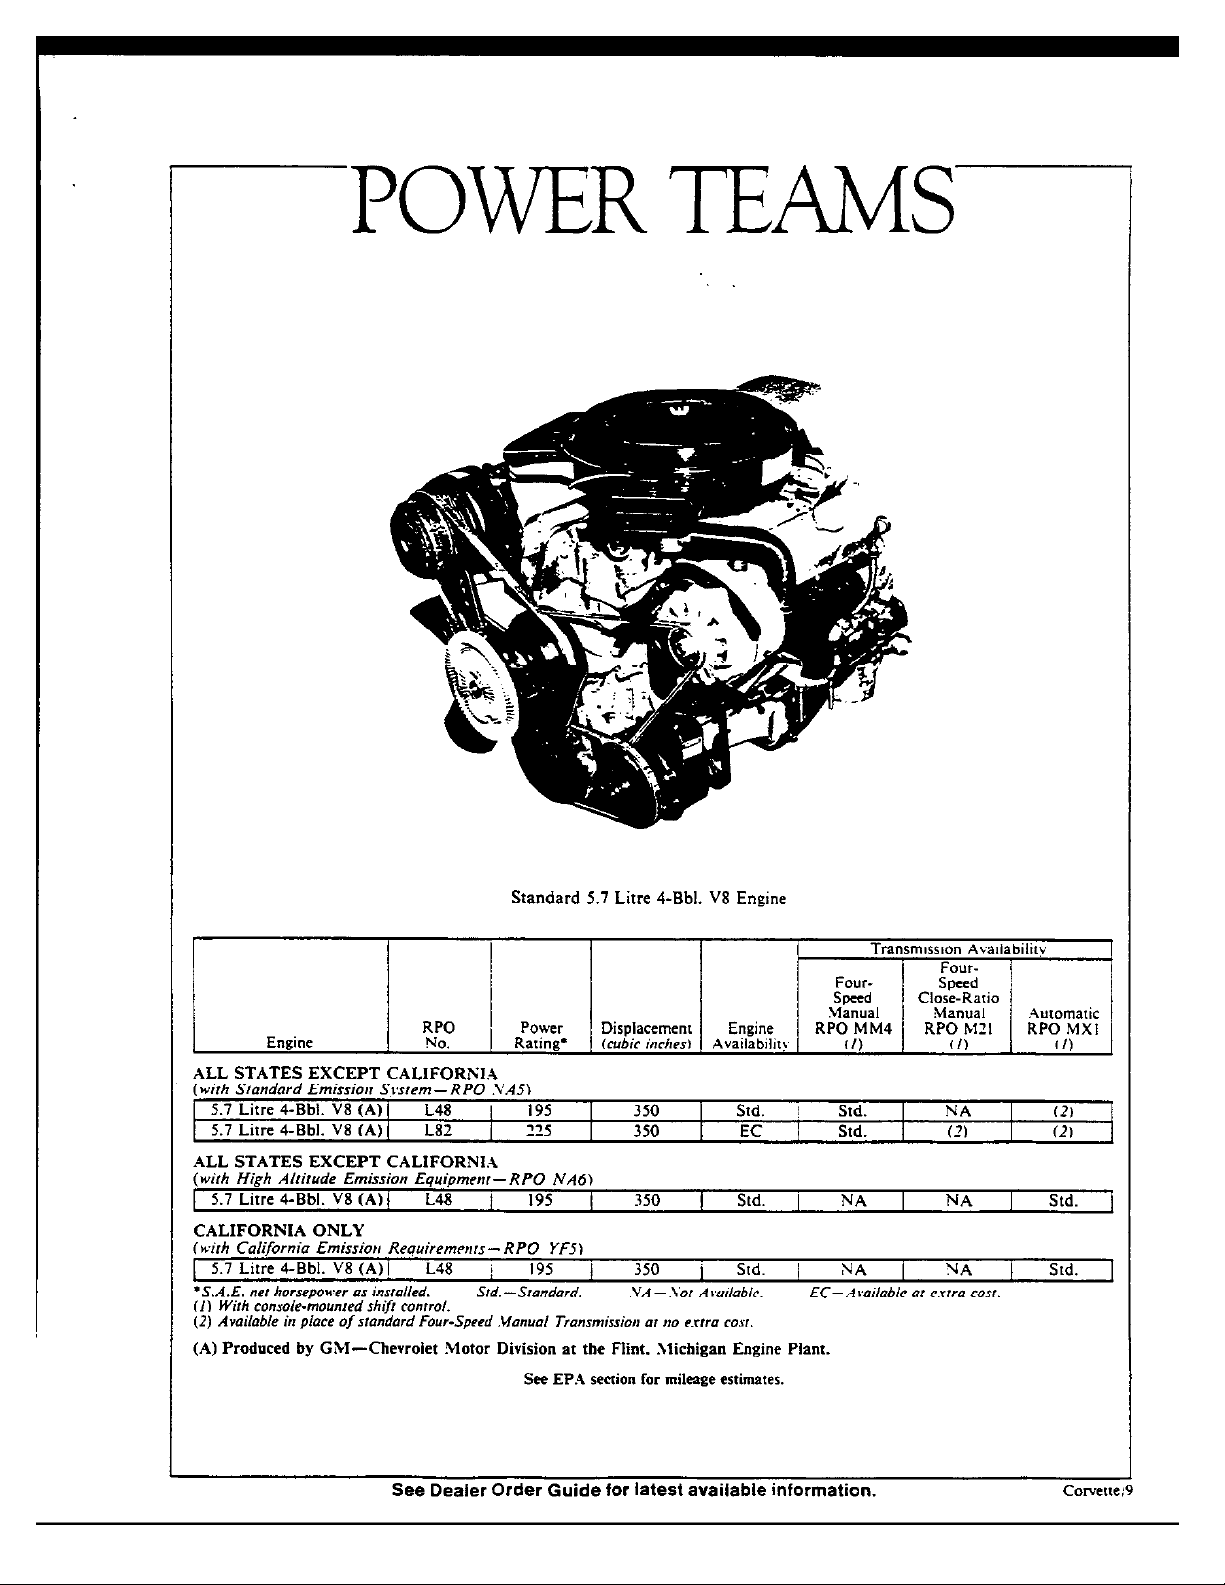 POWER TEAMS
Standard 5.7 Litre 4-Bbl. V8 Engine
Transmission Availability
Engine | RPO No. | Power Rating* | Displacement (cubic inches) | Engine Availability | Four-Speed Manual RPO MM4 (1) | Four-Speed Close-Ratio Manual RPO M21 (1) | Automatic RPO MX1 (1)
ALL STATES EXCEPT CALIFORNIA
(with Standard Emission System—RPO NA5)
5.7 Litre 4-Bbl. V8 (A) | L48 | 195 | 350 | Std. | Std. | NA | (2)
5.7 Litre 4-Bbl. V8 (A) | L82 | 225 | 350 | EC | Std. | (2) | (2)
ALL STATES EXCEPT CALIFORNIA
(with High Altitude Emission Equipment—RPO NA6)
5.7 Litre 4-Bbl. V8 (A) | L48 | 195 | 350 | Std. | NA | NA | Std.
CALIFORNIA ONLY
(with California Emission Requirements—RPO YF5)
5.7 Litre 4-Bbl. V8 (A) | L48 | 195 | 350 | Std. | NA | NA | Std.
*S.A.E. net horsepower as installed. Std.—Standard. NA—Not Available. EC—Available at extra cost.
(1) With console-mounted shift control.
(2) Available in place of standard Four-Speed Manual Transmission at no extra cost.
(A) Produced by GM—Chevrolet Motor Division at the Flint. Michigan Engine Plant.
See EPA section for mileage estimates.
See Dealer Order Guide for latest available information.
Corvette/9